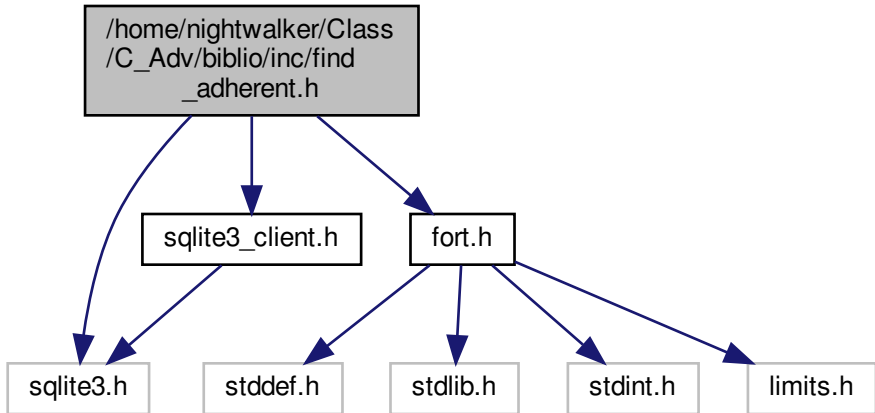 /home/nightwalker/Class
/C_Adv/biblio/inc/find
_adherent.h
sqlite3_client.h
fort.h
sqlite3.h
stddef.h
stdlib.h
stdint.h
limits.h